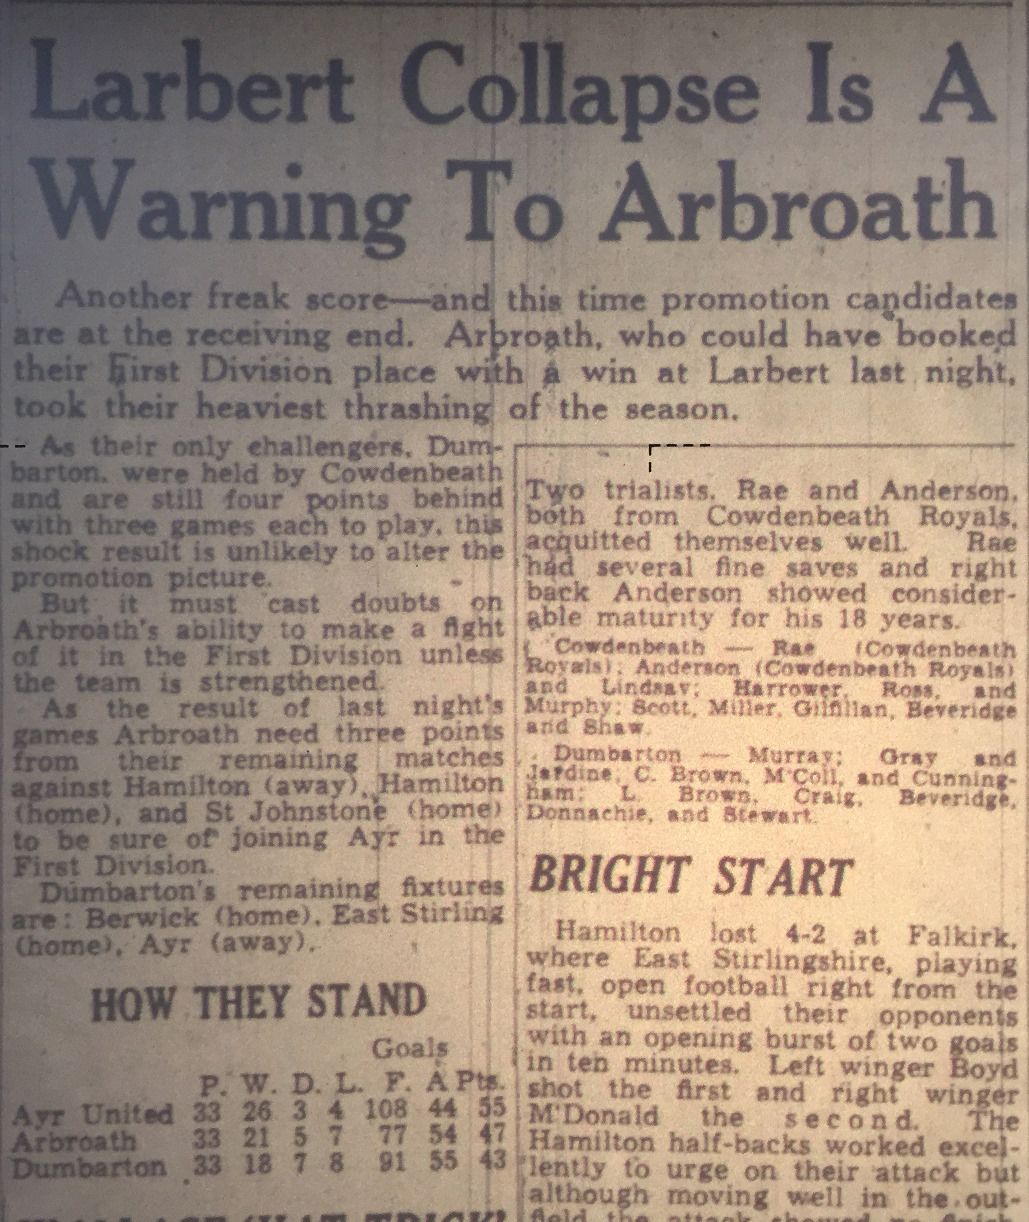 Larbert Collapse Is A
Warning To Arbroath
Another freak score—and this time promotion candidates
are at the receiving end. Arbroath, who could have booked
their First Division place with a win at Larbert last night,
took their heaviest thrashing of the season.
As their only challengers, Dum-
barton, were held by Cowdenbeath
and are still four points behind
with three games each to play, this
shock result is unlikely to alter the
promotion picture.
But it must cast doubts on
Arbroath's ability to make a fight
of it in the First Division unless
the team is strengthened.
As the result of last night's
games Arbroath need three points
from their remaining matches
against Hamilton (away), Hamilton
(home), and St Johnstone (home)
to be sure of joining Ayr in the
First Division.
Dumbarton's remaining fixtures
are: Berwick (home), East Stirling
(home), Ayr (away).
HOW THEY STAND
Goals
P. W. D. L. F. A Pts.
Ayr United 33 26 3 4 108 44 55
Arbroath 33 21 5 7 77 54 47
Dumbarton 33 18 7 8 91 55 43
Two trialists, Rae and Anderson,
both from Cowdenbeath Royals,
acquitted themselves well. Rae
had several fine saves and right
back Anderson showed consider-
able maturity for his 18 years.
Cowdenbeath — Rae (Cowdenbeath
Royals); Anderson (Cowdenbeath Royals)
and Lindsay; Harrower, Ross, and
Murphy; Scott, Miller, Gilfillan, Beveridge
and Shaw.
Dumbarton — Murray; Gray and
Jardine; C. Brown, M'Coll, and Cunning-
ham; L. Brown, Craig, Beveridge,
Donnachie, and Stewart.
BRIGHT START
Hamilton lost 4-2 at Falkirk,
where East Stirlingshire, playing
fast, open football right from the
start, unsettled their opponents
with an opening burst of two goals
in ten minutes. Left winger Boyd
shot the first and right winger
M'Donald the second. The
Hamilton half-backs worked excel-
lently to urge on their attack but
although moving well in the out-
field the attack showed